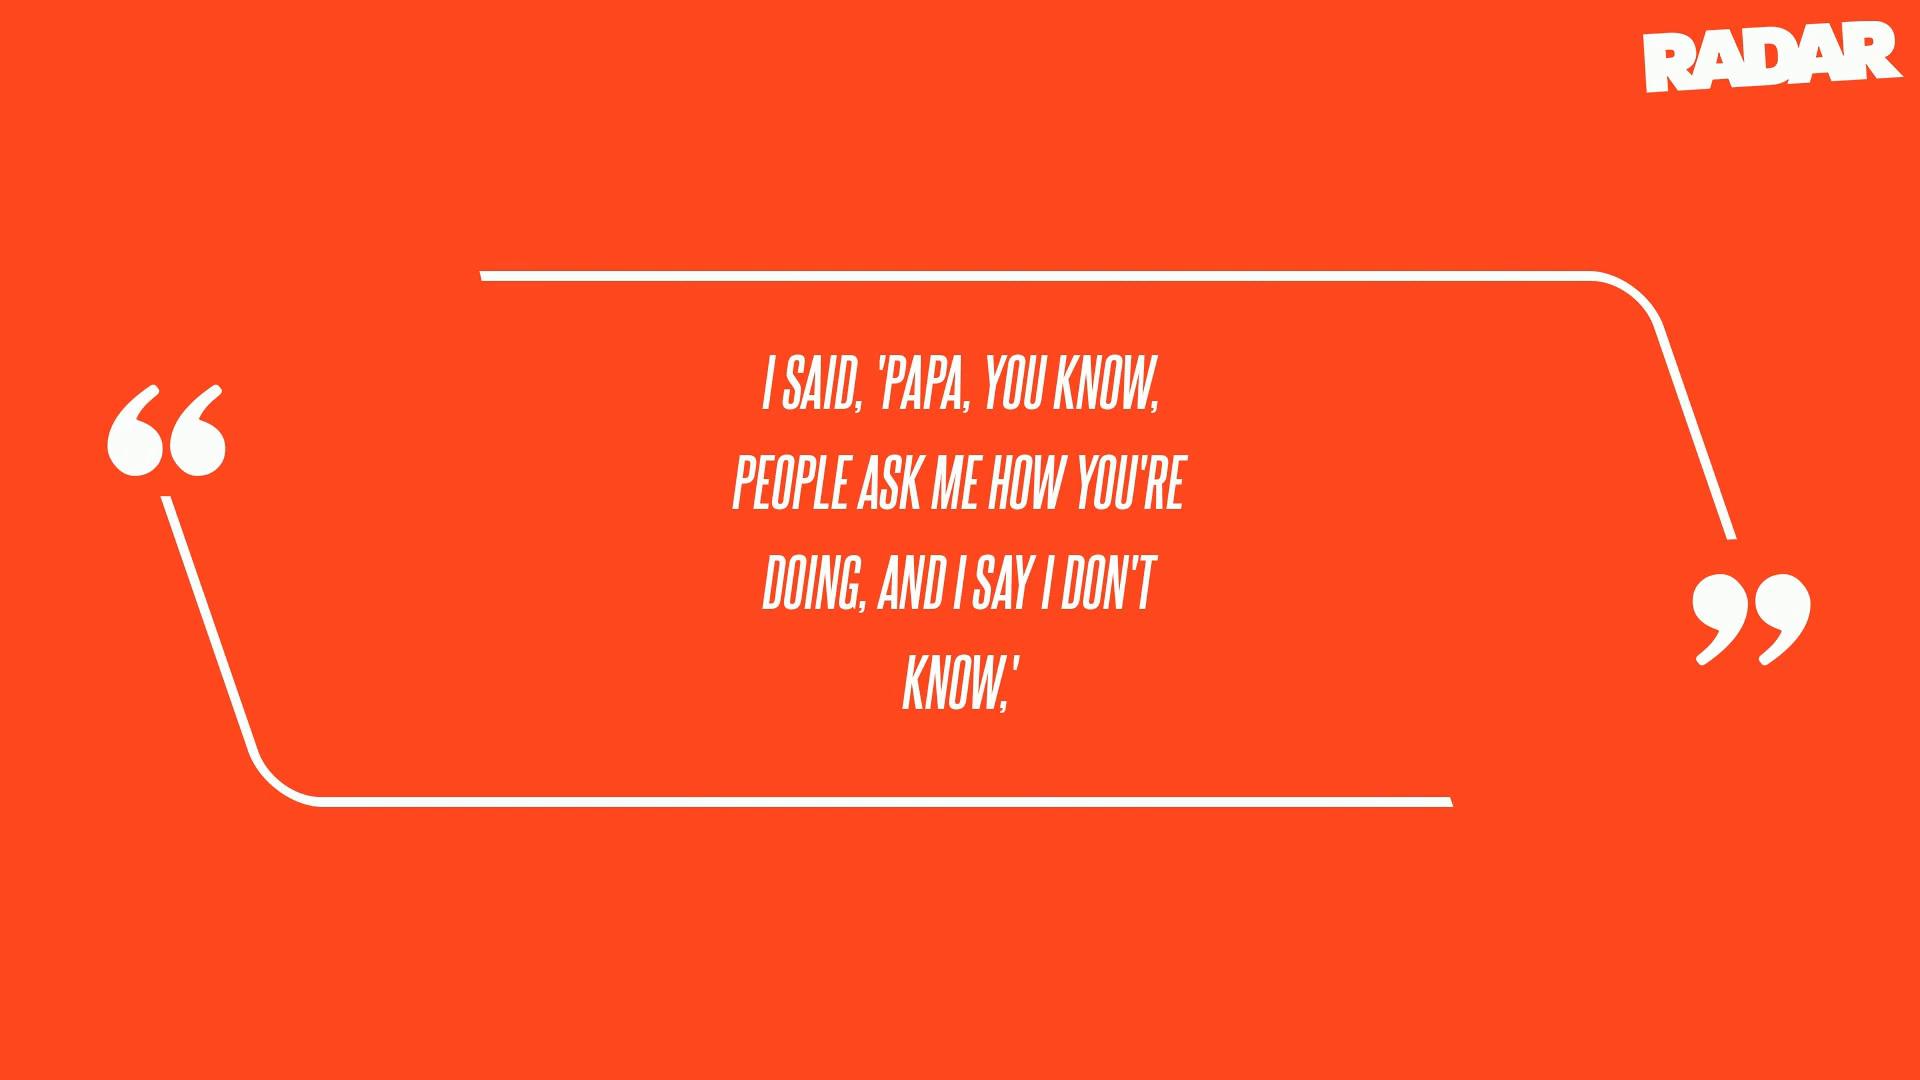 RADAR
I SAID, 'PAPA, YOU KNOW,
PEOPLE ASK ME HOW YOU'RE
DOING, AND I SAY I DON'T
KNOW,'